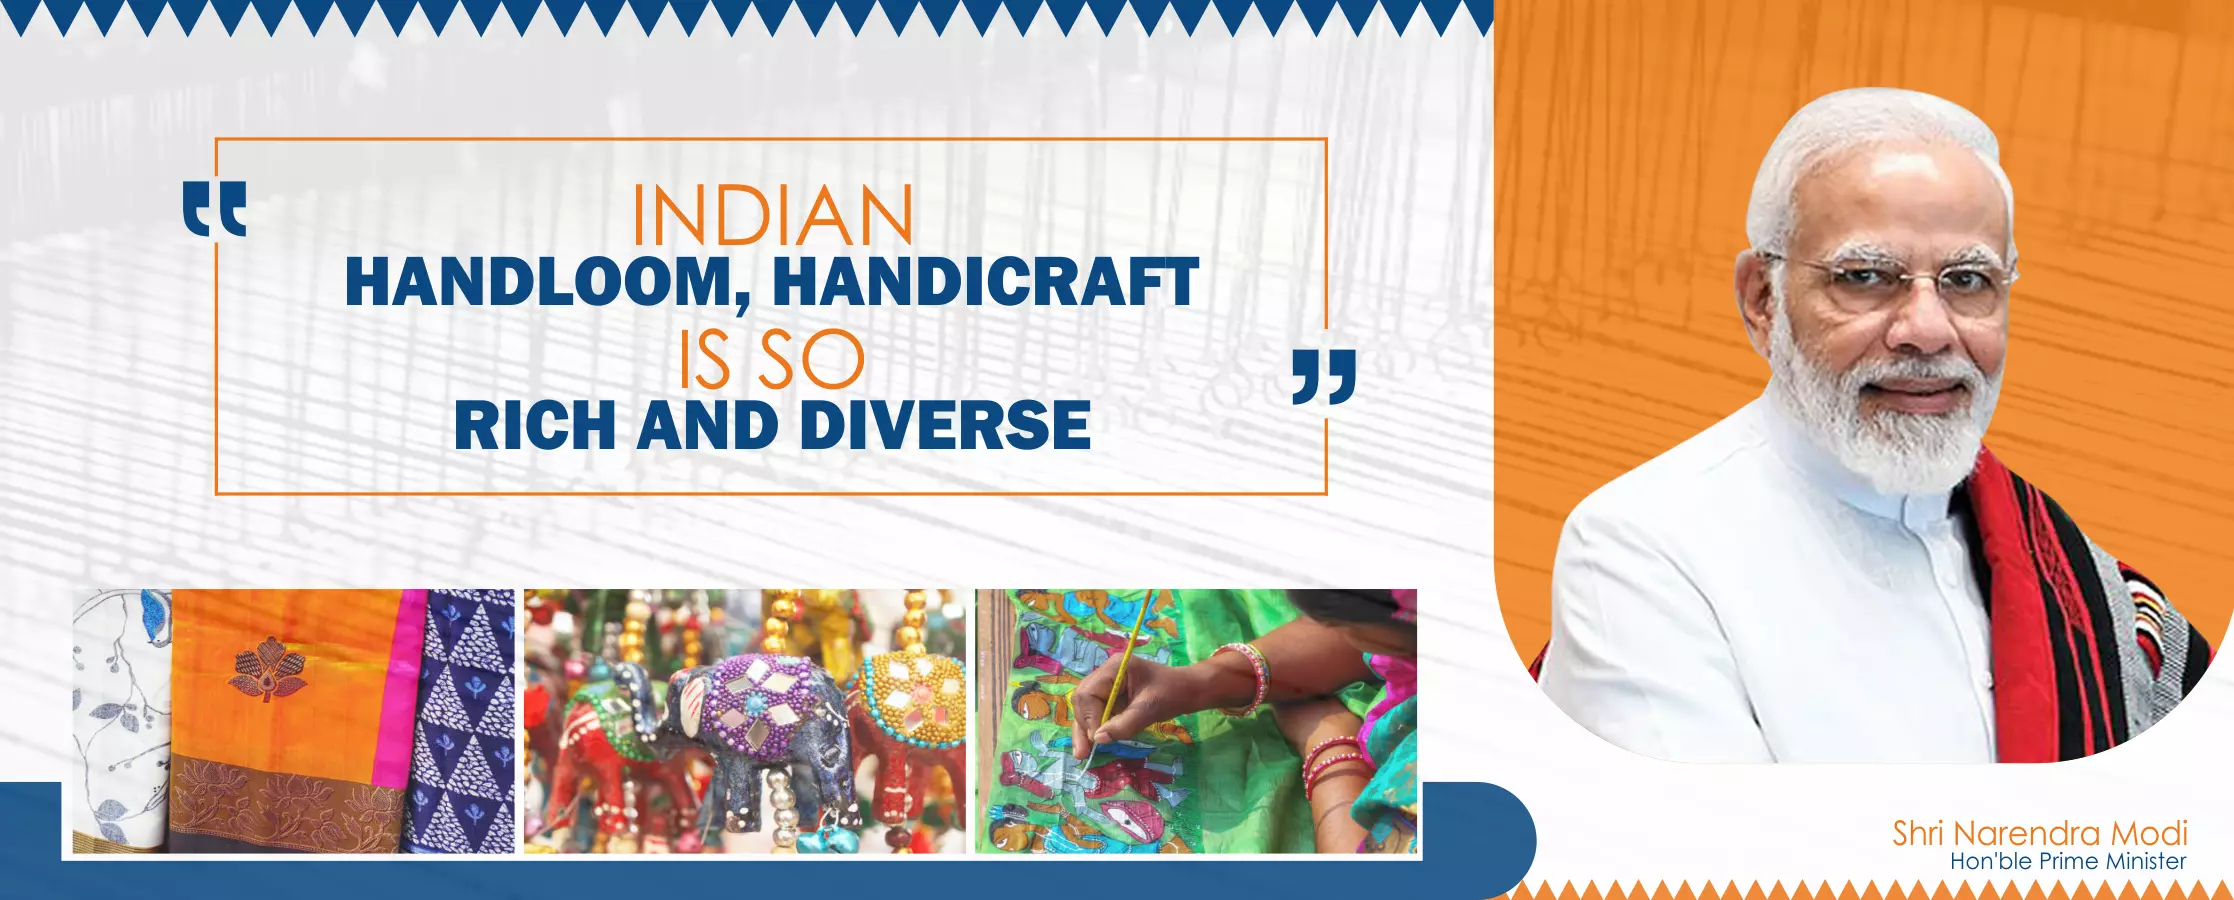 “
INDIAN
HANDLOOM, HANDICRAFT
IS SO
RICH AND DIVERSE
”
Shri Narendra Modi
Hon'ble Prime Minister